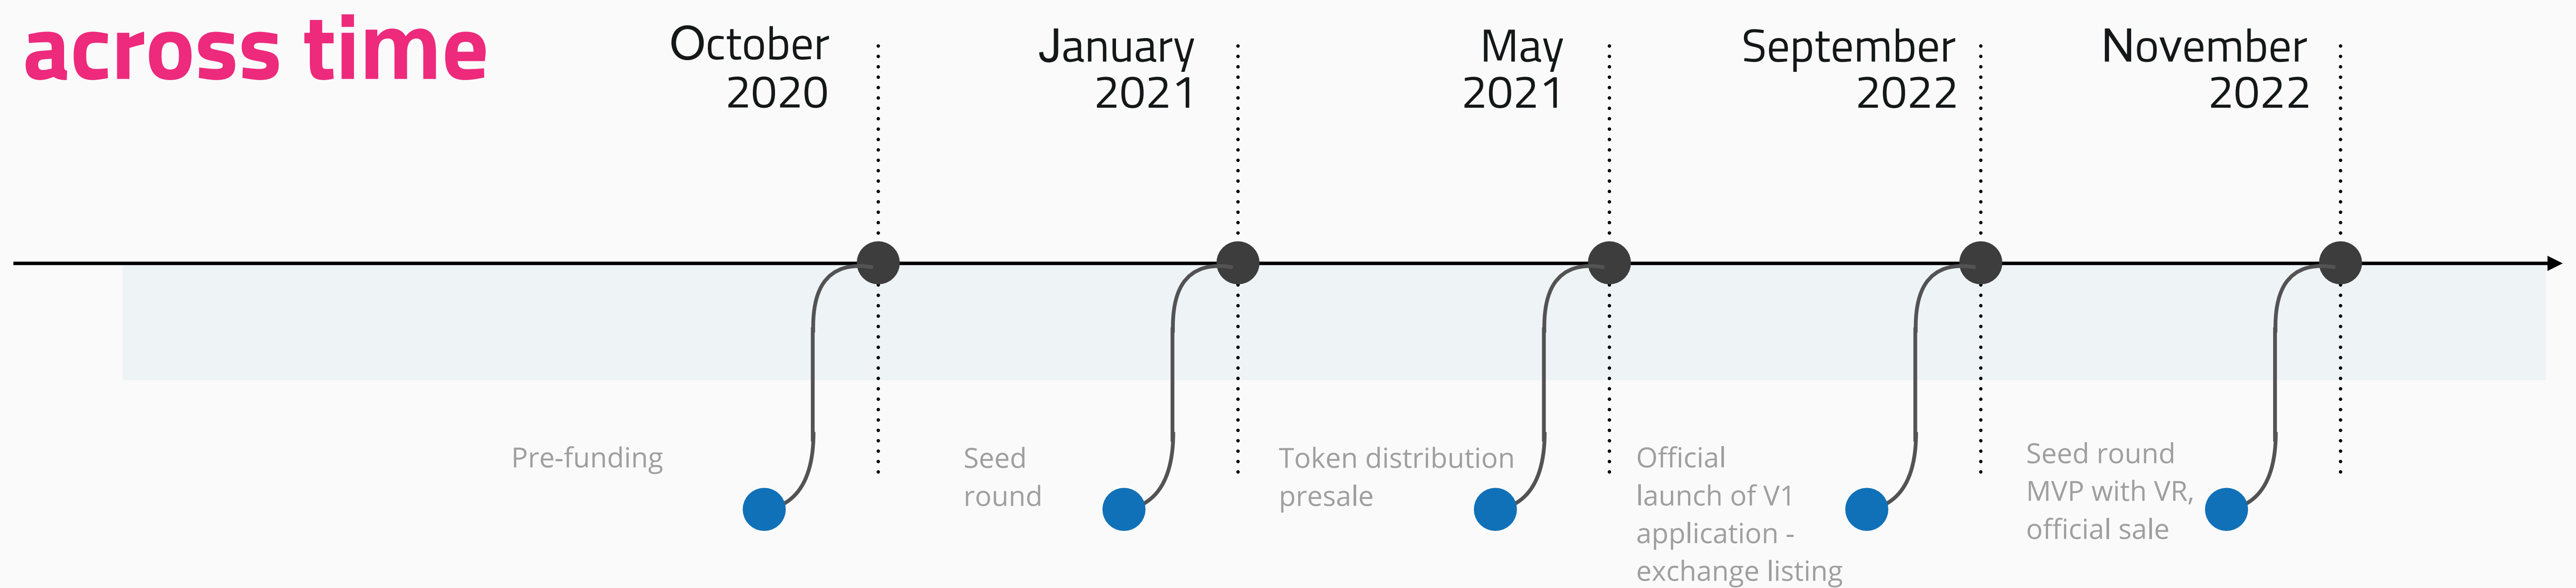 across time
October
2020
January
2021
May
2021
September
2022
November
2022
Pre-funding
Seed
round
Token distribution
presale
Official
launch of V1
application -
exchange listing
Seed round
MVP with VR,
official sale